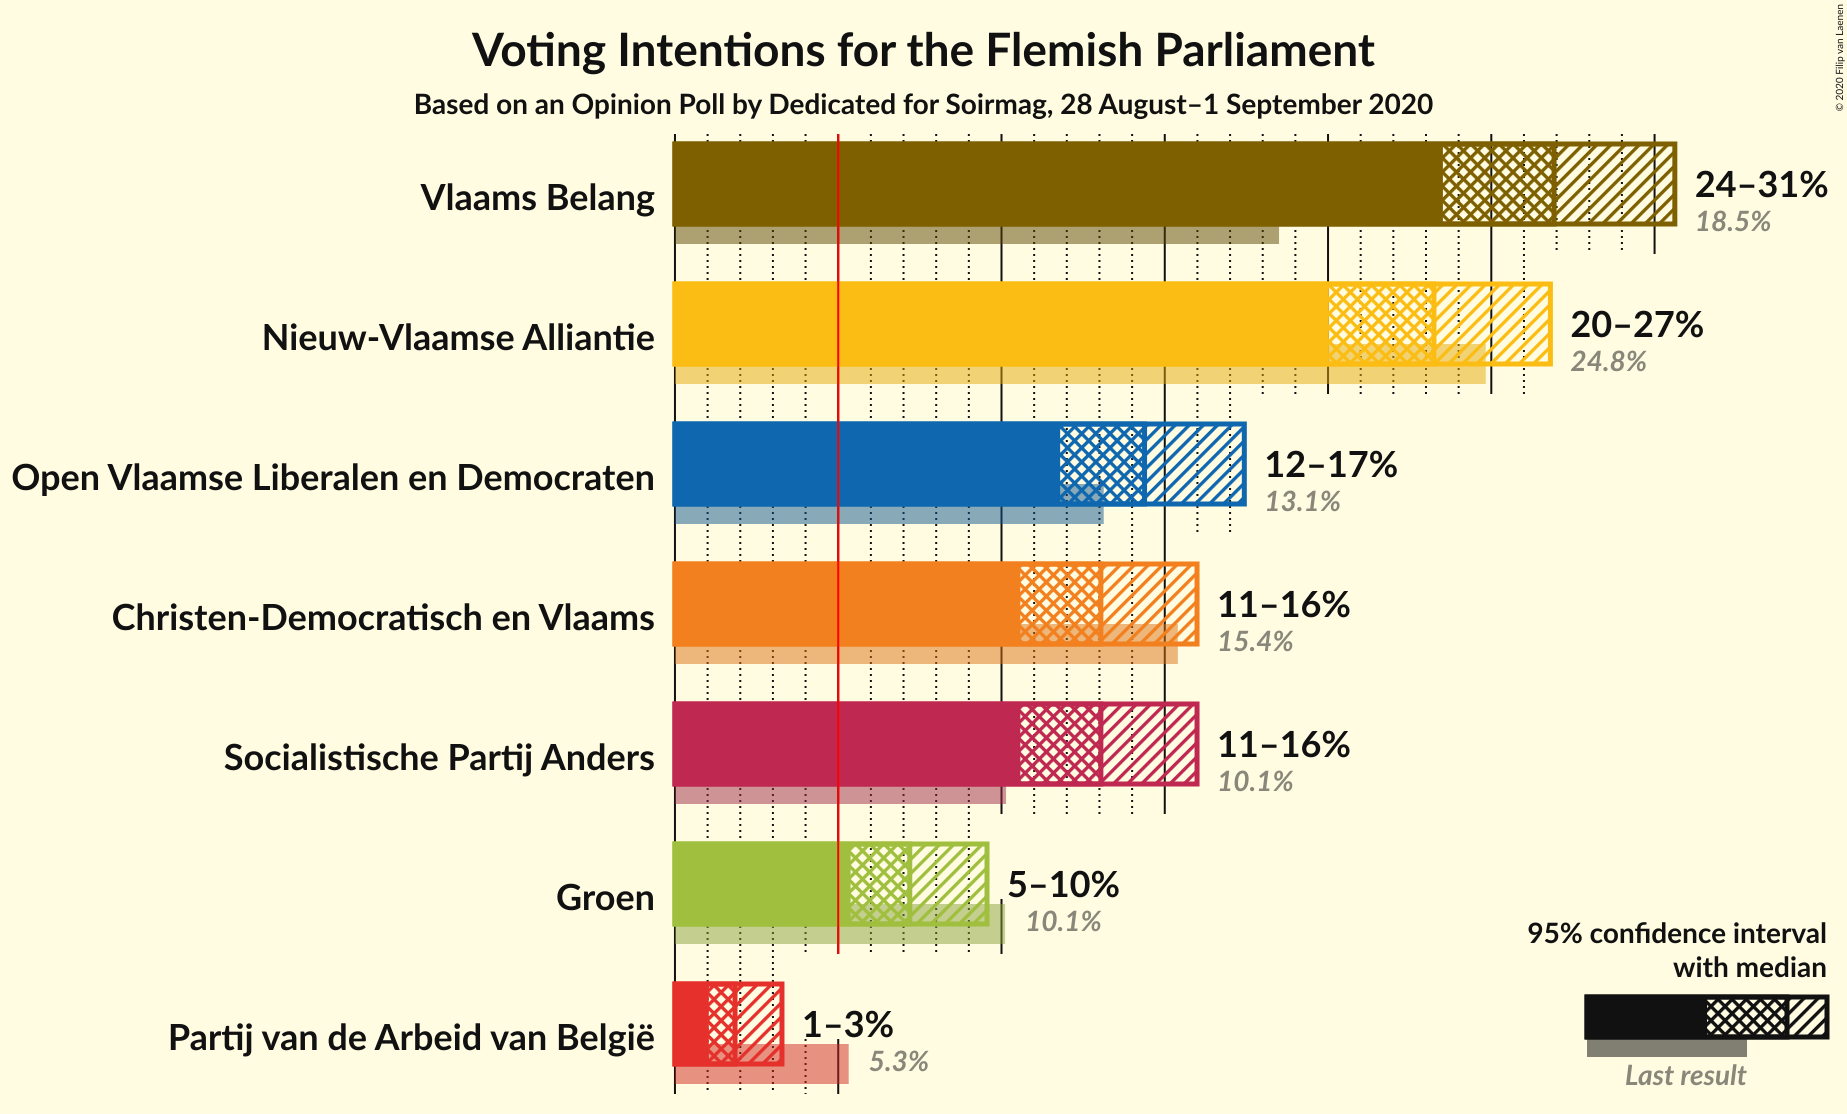 Voting Intentions for the Flemish Parliament
Based on an Opinion Poll by Dedicated for Soirmag, 28 August–1 September 2020
© 2020 Filip van Laenen
Vlaams Belang
24–31%
18.5%
Nieuw-Vlaamse Alliantie
20–27%
24.8%
Open Vlaamse Liberalen en Democraten
12–17%
13.1%
Christen-Democratisch en Vlaams
11–16%
15.4%
Socialistische Partij Anders
11–16%
10.1%
Groen
5–10%
10.1%
Partij van de Arbeid van België
1–3%
5.3%
95% confidence interval
with median
Last result